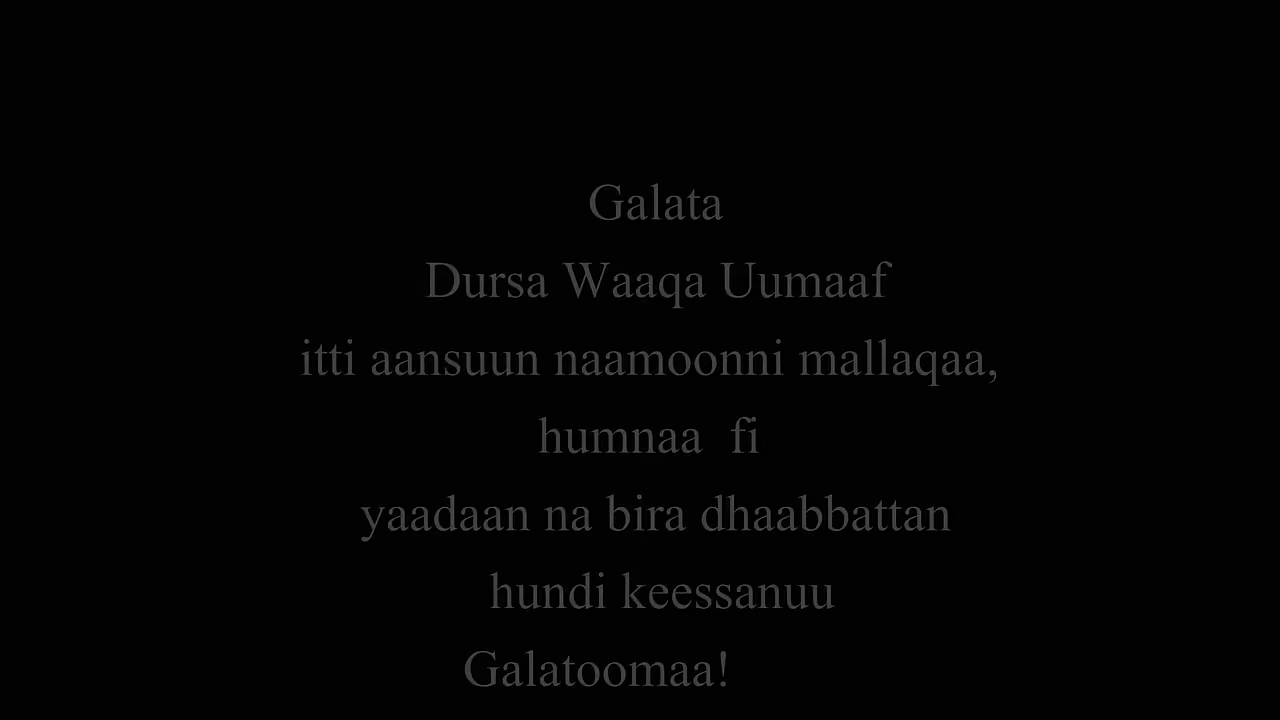 Galata
Dursa Waaqa Uumaaf
itti aansuun naamoonni mallaqaa,
humnaa fi
yaadaan na bira dhaabbattan
hundi keessanuu
Galatoomaa!